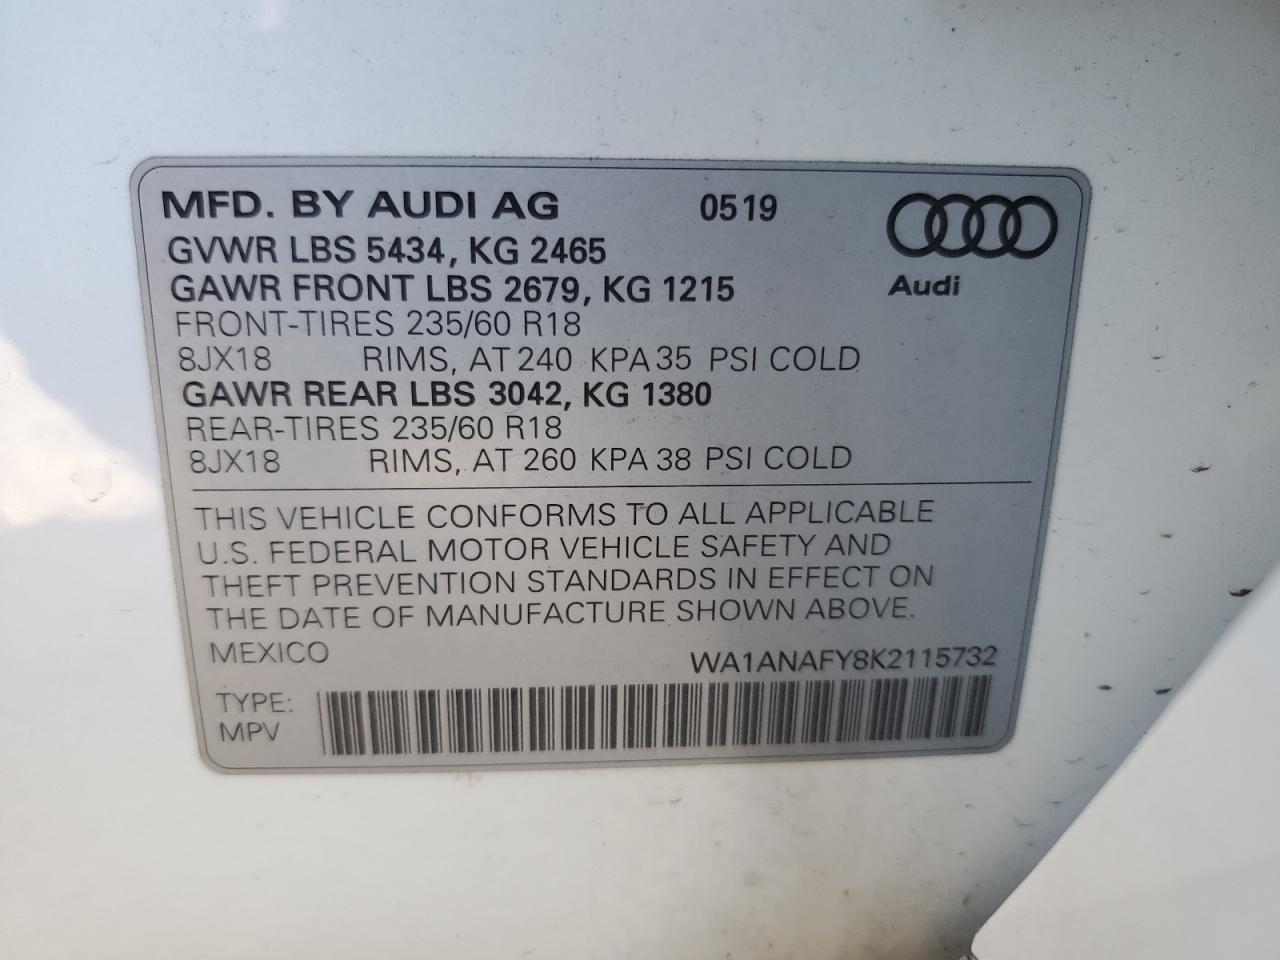 MFD. BY AUDI AG 0519
GVWR LBS 5434, KG 2465
GAWR FRONT LBS 2679, KG 1215
Audi
FRONT-TIRES 235/60 R18
8JX18 RIMS, AT 240 KPA 35 PSI COLD
GAWR REAR LBS 3042, KG 1380
REAR-TIRES 235/60 R18
8JX18 RIMS, AT 260 KPA 38 PSI COLD
THIS VEHICLE CONFORMS TO ALL APPLICABLE
U.S. FEDERAL MOTOR VEHICLE SAFETY AND
THEFT PREVENTION STANDARDS IN EFFECT ON
THE DATE OF MANUFACTURE SHOWN ABOVE.
MEXICO WA1ANAFY8K2115732
TYPE:
MPV